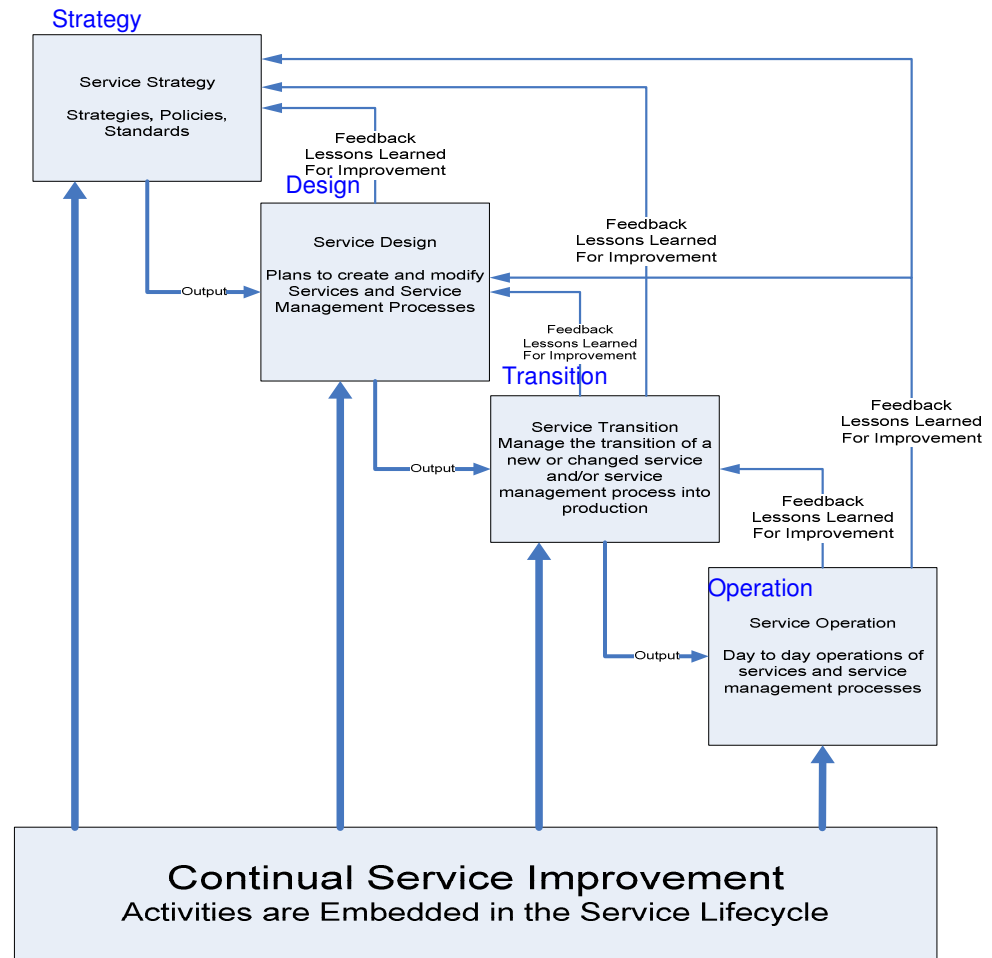 Strategy
Service Strategy
Strategies, Policies,
Standards
Feedback
Lessons Learned
For Improvement
Design
Service Design
Plans to create and modify
Services and Service
Management Processes
Output
Feedback
Lessons Learned
For Improvement
Feedback
Lessons Learned
For Improvement
Transition
Service Transition
Manage the transition of a
new or changed service
and/or service
management process into
production
Output
Feedback
Lessons Learned
For Improvement
Feedback
Lessons Learned
For Improvement
Operation
Service Operation
Day to day operations of
services and service
management processes
Output
Continual Service Improvement
Activities are Embedded in the Service Lifecycle